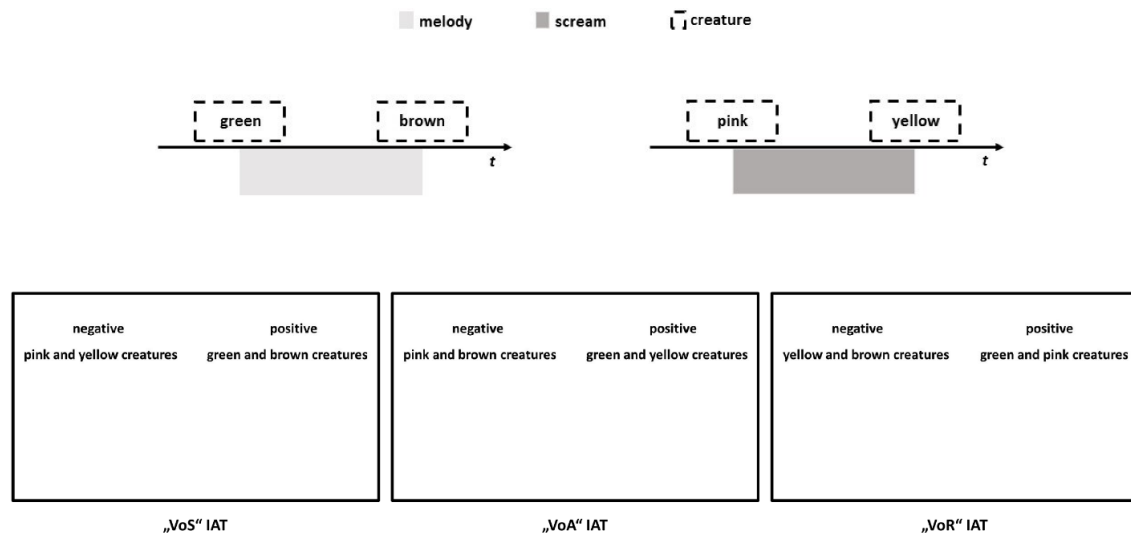 melody scream creature
green brown pink yellow
t t
negative positive negative positive negative positive
pink and yellow creatures green and brown creatures pink and brown creatures green and yellow creatures yellow and brown creatures green and pink creatures
„VoS“ IAT „VoA“ IAT „VoR“ IAT